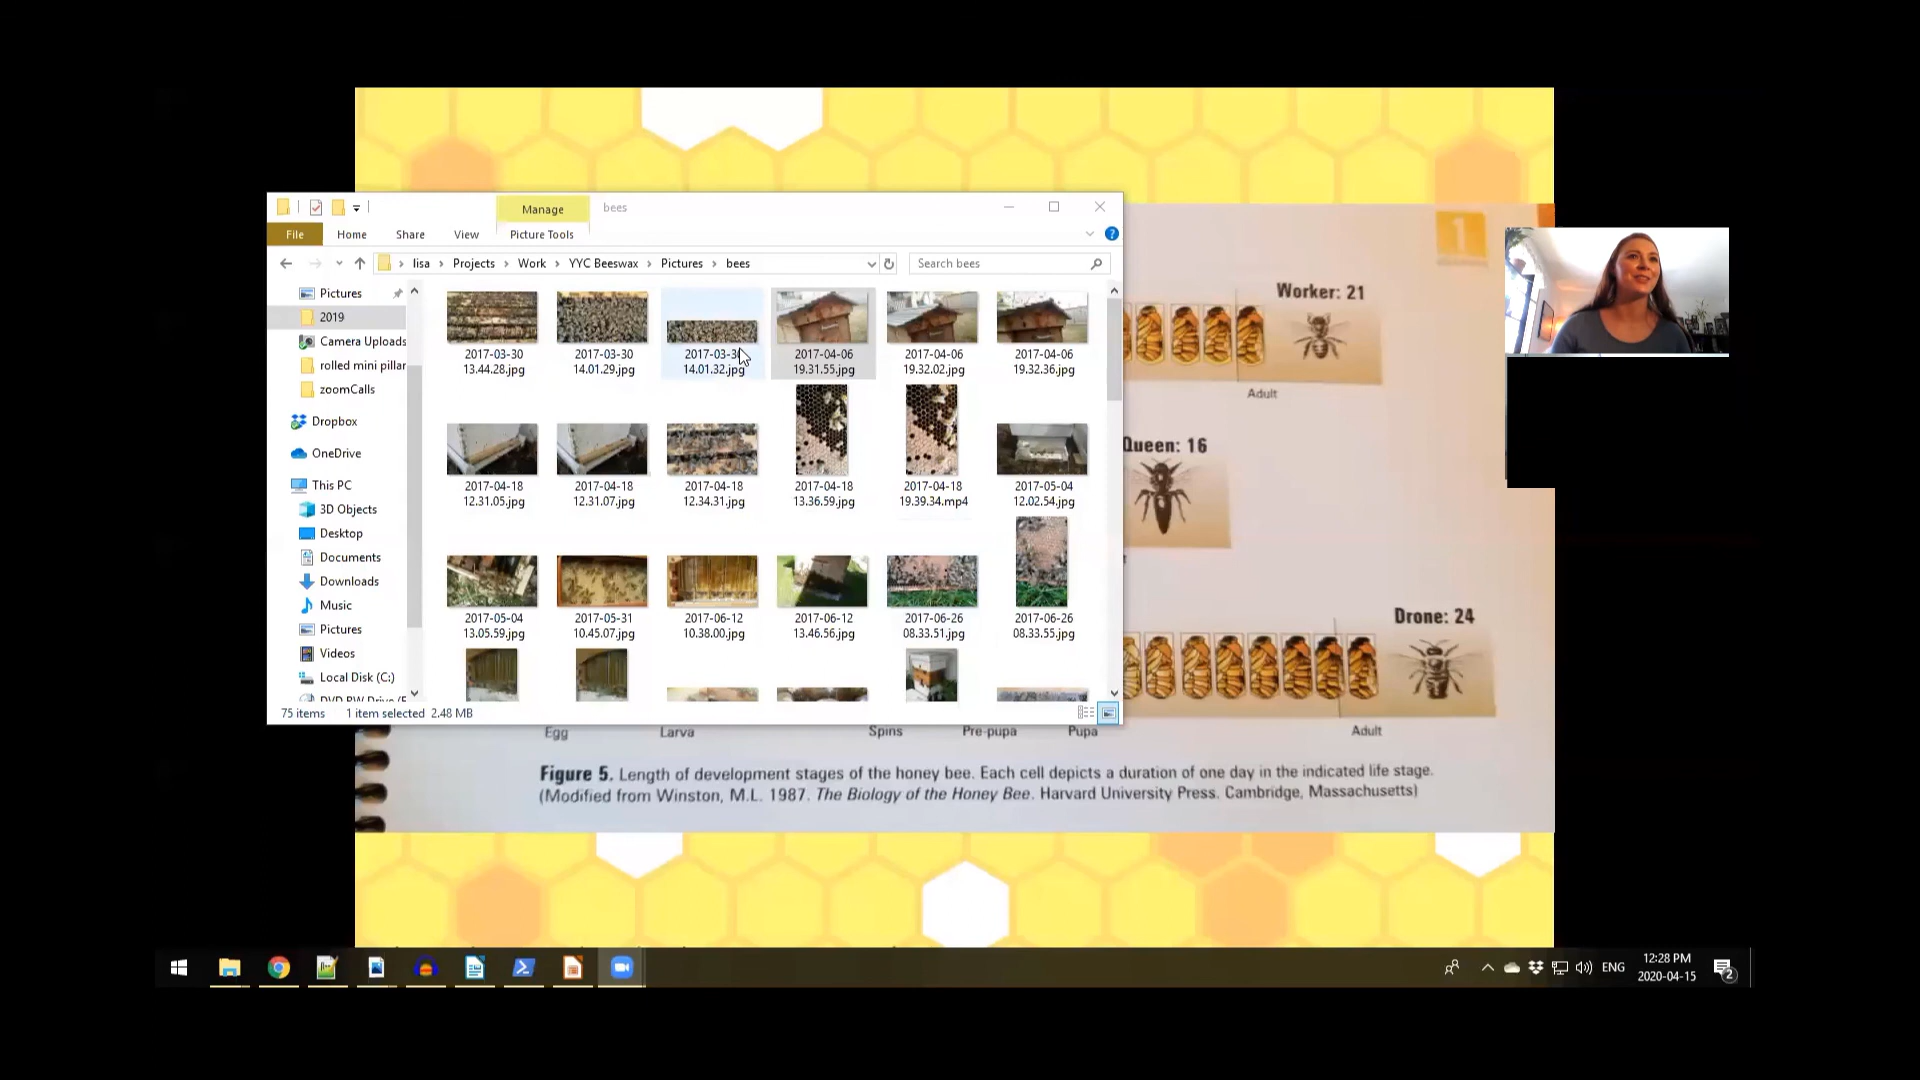 Manage
bees
File
Home
Share
View
Picture Tools
lisa
Projects
Work
YYC Beeswax
Pictures
bees
Search bees
Pictures
2019
Camera Uploads
rolled mini pillar
zoomCalls
Dropbox
OneDrive
This PC
3D Objects
Desktop
Documents
Downloads
Music
Pictures
Videos
Local Disk (C:)
2017-03-30
13.44.28.jpg
2017-03-30
14.01.29.jpg
2017-03-30
14.01.32.jpg
2017-04-06
19.31.55.jpg
2017-04-06
19.32.02.jpg
2017-04-06
19.32.36.jpg
2017-04-18
12.31.05.jpg
2017-04-18
12.31.07.jpg
2017-04-18
12.34.31.jpg
2017-04-18
13.36.59.jpg
2017-04-18
19.39.34.mp4
2017-05-04
12.02.54.jpg
2017-05-04
13.05.59.jpg
2017-05-31
10.45.07.jpg
2017-06-12
10.38.00.jpg
2017-06-12
13.46.56.jpg
2017-06-26
08.33.51.jpg
2017-06-26
08.33.55.jpg
75 items
1 item selected 2.48 MB
1
Worker: 21
Adult
Queen: 16
Drone: 24
Egg
Larva
Spins
Pre-pupa
Pupa
Adult
Figure 5. Length of development stages of the honey bee. Each cell depicts a duration of one day in the indicated life stage.
(Modified from Winston, M.L. 1987. The Biology of the Honey Bee. Harvard University Press. Cambridge, Massachusetts)
ENG
12:28 PM
2020-04-15
2